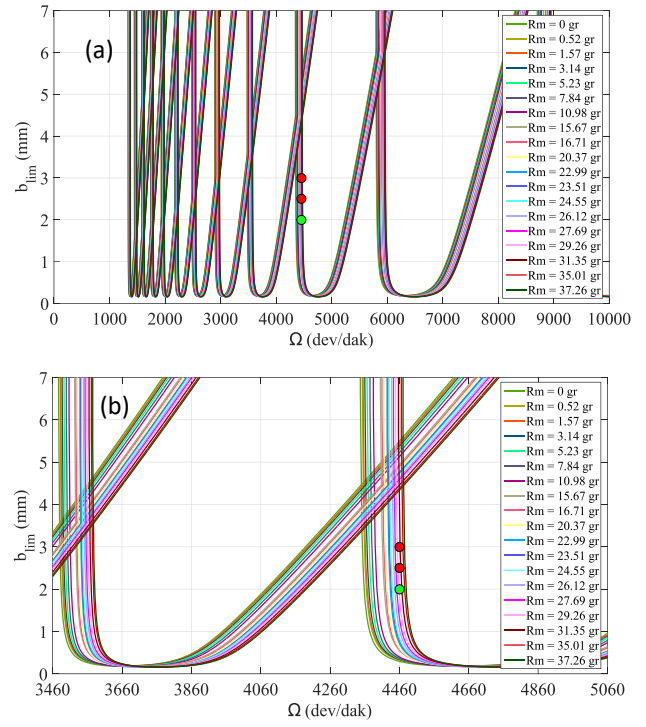 (a)
b_lim (mm)
7
6
5
4
3
2
1
0
0 1000 2000 3000 4000 5000 6000 7000 8000 9000 10000
Ω (dev/dak)
Rm = 0 gr
Rm = 0.52 gr
Rm = 1.57 gr
Rm = 3.14 gr
Rm = 5.23 gr
Rm = 7.84 gr
Rm = 10.98 gr
Rm = 15.67 gr
Rm = 16.71 gr
Rm = 20.37 gr
Rm = 22.99 gr
Rm = 23.51 gr
Rm = 24.55 gr
Rm = 26.12 gr
Rm = 27.69 gr
Rm = 29.26 gr
Rm = 31.35 gr
Rm = 35.01 gr
Rm = 37.26 gr
(b)
b_lim (mm)
7
6
5
4
3
2
1
0
3460 3660 3860 4060 4260 4460 4660 4860 5060
Ω (dev/dak)
Rm = 0 gr
Rm = 0.52 gr
Rm = 1.57 gr
Rm = 3.14 gr
Rm = 5.23 gr
Rm = 7.84 gr
Rm = 10.98 gr
Rm = 15.67 gr
Rm = 16.71 gr
Rm = 20.37 gr
Rm = 22.99 gr
Rm = 23.51 gr
Rm = 24.55 gr
Rm = 26.12 gr
Rm = 27.69 gr
Rm = 29.26 gr
Rm = 31.35 gr
Rm = 35.01 gr
Rm = 37.26 gr